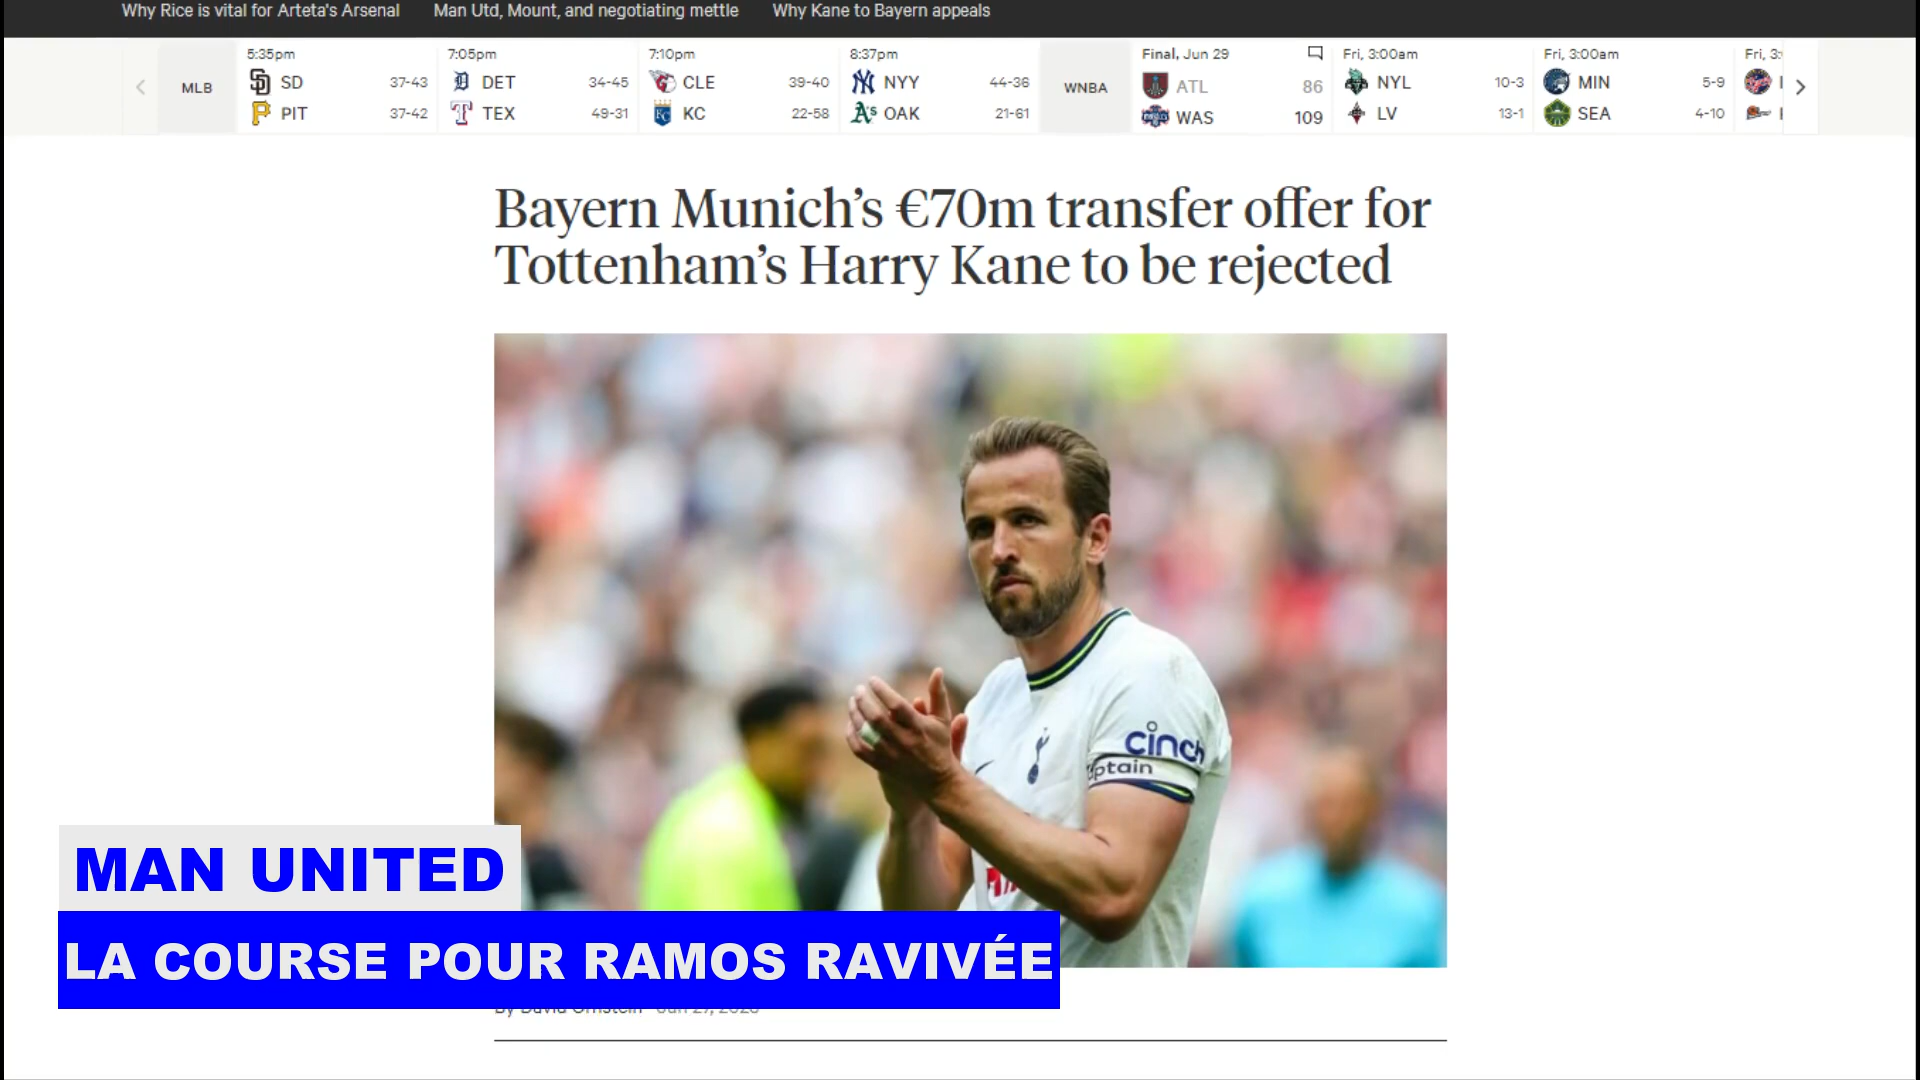 Why Rice is vital for Arteta's Arsenal Man Utd, Mount, and negotiating mettle Why Kane to Bayern appeals
5:35pm 7:05pm 7:10pm 8:37pm Final, Jun 29 Fri, 3:00am Fri, 3:00am Fri,
MLB SD 37-43 DET 34-45 CLE 39-40 NYY 44-36 WNBA ATL 86 NYL 10-3 MIN 5-9
PIT 37-42 TEX 49-31 KC 22-58 A's OAK 21-61 WAS 109 LV 13-1 SEA 4-10
Bayern Munich's €70m transfer offer for
Tottenham's Harry Kane to be rejected
cinch
ptain
MAN UNITED
LA COURSE POUR RAMOS RAVIVÉE
By David Ornstein